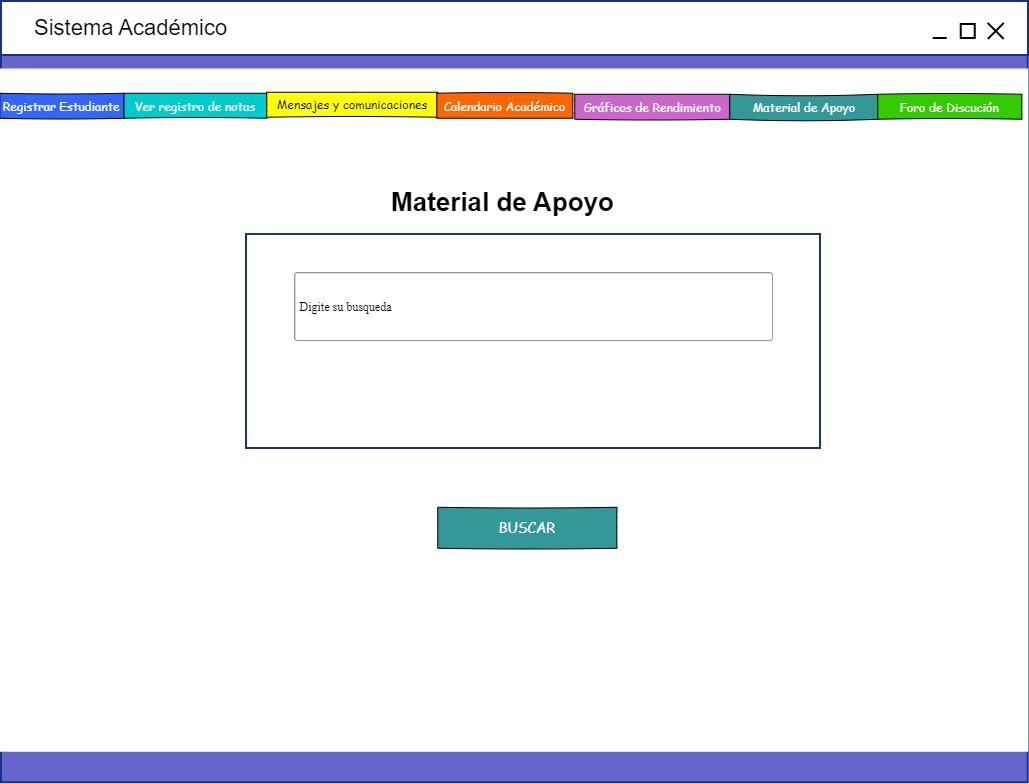 Sistema Académico
Registrar Estudiante
Ver registro de notas
Mensajes y comunicaciones
Calendario Académico
Gráficos de Rendimiento
Material de Apoyo
Foro de Discución
Material de Apoyo
Digite su busqueda
BUSCAR